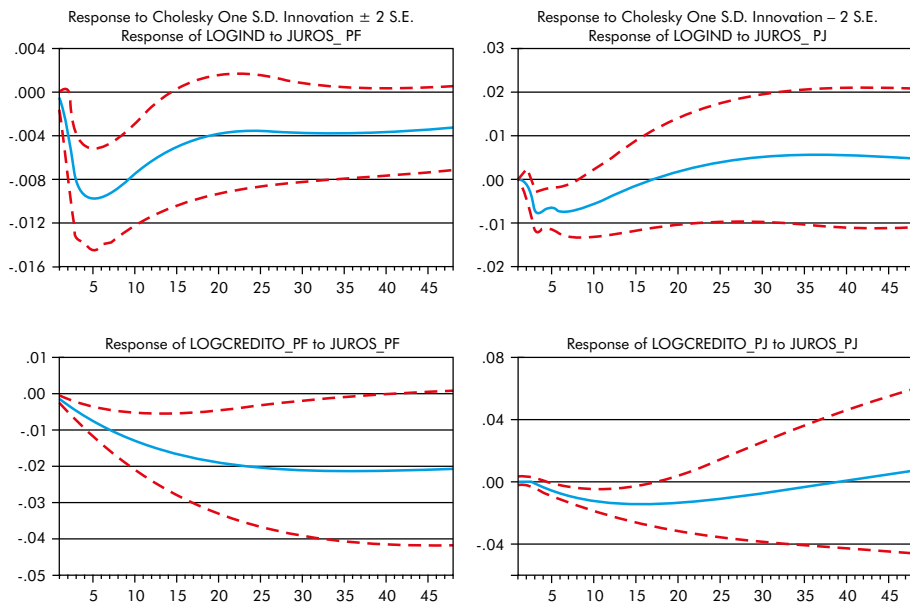 Response to Cholesky One S.D. Innovation ± 2 S.E.
Response of LOGIND to JUROS_ PF
.004
.000
-.004
-.008
-.012
-.016
5 10 15 20 25 30 35 40 45
Response to Cholesky One S.D. Innovation – 2 S.E.
Response of LOGIND to JUROS_ PJ
.03
.02
.01
.00
-.01
-.02
5 10 15 20 25 30 35 40 45
Response of LOGCREDITO_PF to JUROS_PF
.01
.00
-.01
-.02
-.03
-.04
-.05
5 10 15 20 25 30 35 40 45
Response of LOGCREDITO_PJ to JUROS_PJ
.08
.04
.00
-.04
5 10 15 20 25 30 35 40 45